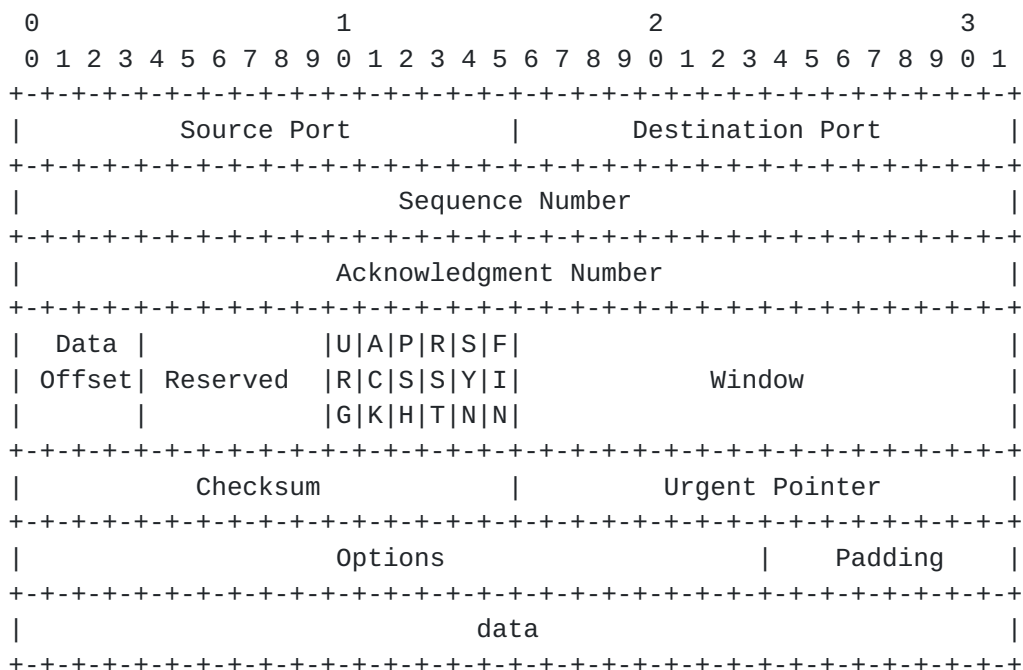 0                   1                   2                   3
 0 1 2 3 4 5 6 7 8 9 0 1 2 3 4 5 6 7 8 9 0 1 2 3 4 5 6 7 8 9 0 1
+-+-+-+-+-+-+-+-+-+-+-+-+-+-+-+-+-+-+-+-+-+-+-+-+-+-+-+-+-+-+-+-+
|          Source Port          |       Destination Port        |
+-+-+-+-+-+-+-+-+-+-+-+-+-+-+-+-+-+-+-+-+-+-+-+-+-+-+-+-+-+-+-+-+
|                        Sequence Number                        |
+-+-+-+-+-+-+-+-+-+-+-+-+-+-+-+-+-+-+-+-+-+-+-+-+-+-+-+-+-+-+-+-+
|                    Acknowledgment Number                      |
+-+-+-+-+-+-+-+-+-+-+-+-+-+-+-+-+-+-+-+-+-+-+-+-+-+-+-+-+-+-+-+-+
|  Data |           |U|A|P|R|S|F|                               |
| Offset| Reserved  |R|C|S|S|Y|I|            Window             |
|       |           |G|K|H|T|N|N|                               |
+-+-+-+-+-+-+-+-+-+-+-+-+-+-+-+-+-+-+-+-+-+-+-+-+-+-+-+-+-+-+-+-+
|           Checksum            |         Urgent Pointer        |
+-+-+-+-+-+-+-+-+-+-+-+-+-+-+-+-+-+-+-+-+-+-+-+-+-+-+-+-+-+-+-+-+
|                    Options                    |    Padding    |
+-+-+-+-+-+-+-+-+-+-+-+-+-+-+-+-+-+-+-+-+-+-+-+-+-+-+-+-+-+-+-+-+
|                             data                              |
+-+-+-+-+-+-+-+-+-+-+-+-+-+-+-+-+-+-+-+-+-+-+-+-+-+-+-+-+-+-+-+-+